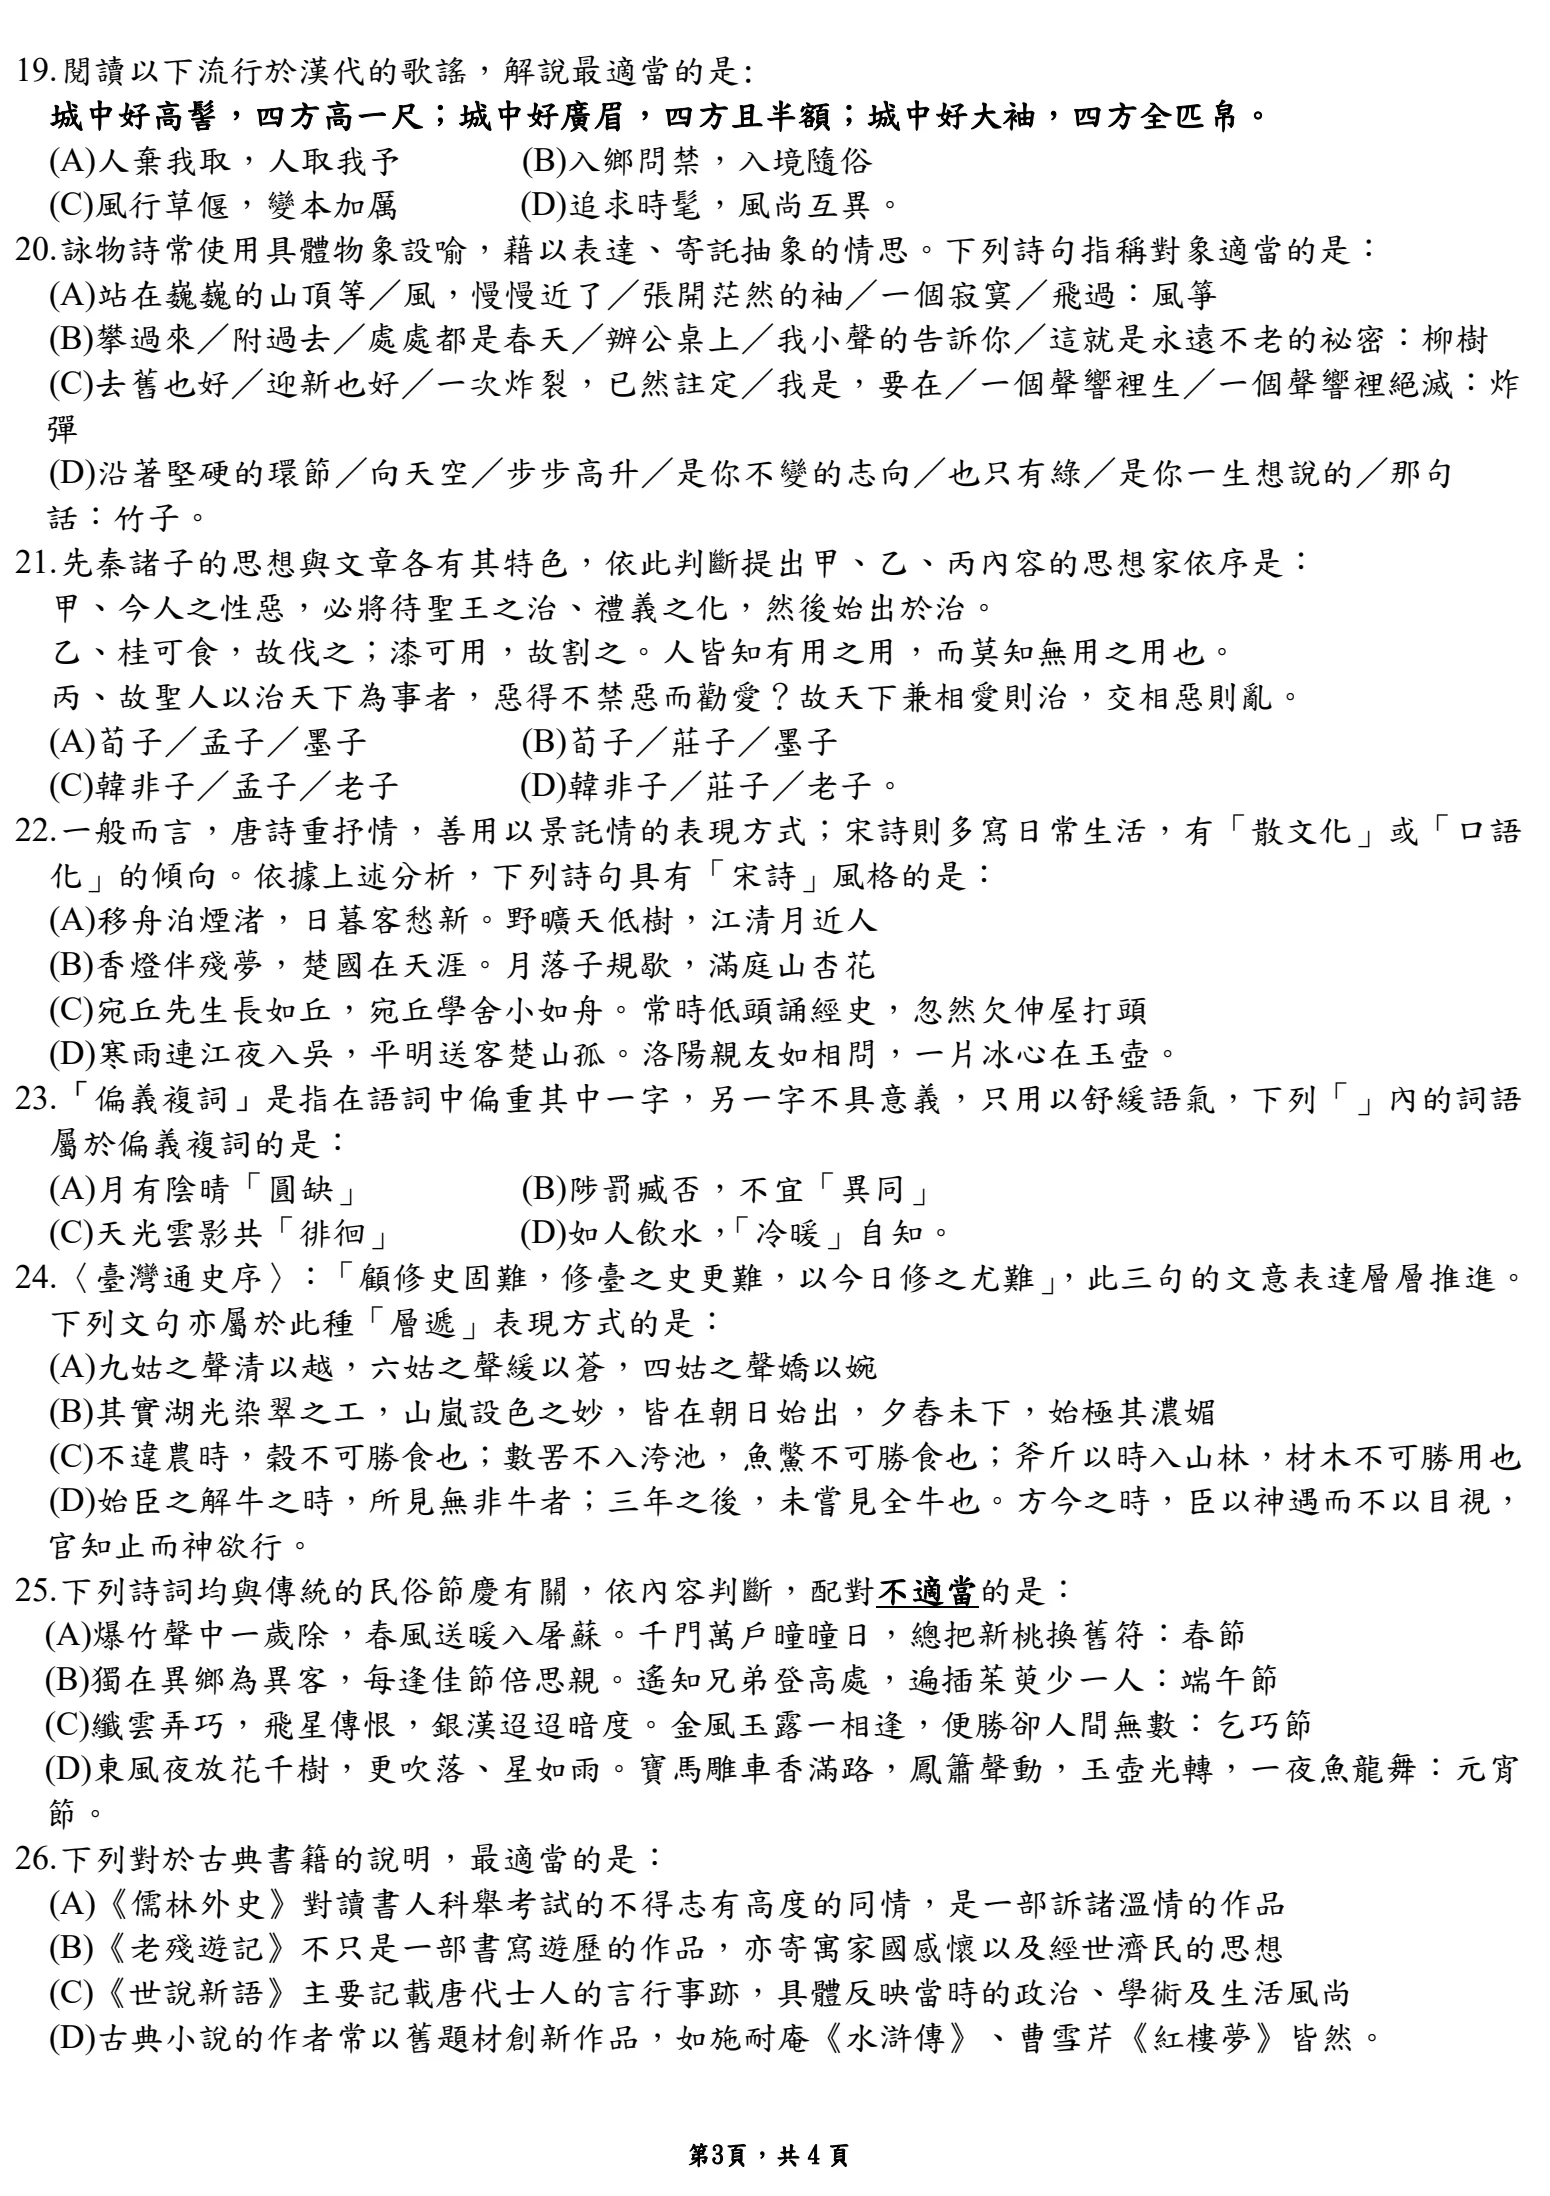 19.閱讀以下流行於漢代的歌謠，解說最適當的是：
城中好高髻，四方高一尺；城中好廣眉，四方且半額；城中好大袖，四方全匹帛。
(A)人棄我取，人取我予 (B)入鄉問禁，入境隨俗
(C)風行草偃，變本加厲 (D)追求時髦，風尚互異。
20.詠物詩常使用具體物象設喻，藉以表達、寄託抽象的情思。下列詩句指稱對象適當的是：
(A)站在巍巍的山頂等／風，慢慢近了／張開茫然的袖／一個寂寞／飛過：風箏
(B)攀過來／附過去／處處都是春天／辦公桌上／我小聲的告訴你／這就是永遠不老的祕密：柳樹
(C)去舊也好／迎新也好／一次炸裂，已然註定／我是，要在／一個聲響裡生／一個聲響裡絕滅：炸
彈
(D)沿著堅硬的環節／向天空／步步高升／是你不變的志向／也只有綠／是你一生想說的／那句
話：竹子。
21.先秦諸子的思想與文章各有其特色，依此判斷提出甲、乙、丙內容的思想家依序是：
甲、今人之性惡，必將待聖王之治、禮義之化，然後始出於治。
乙、桂可食，故伐之；漆可用，故割之。人皆知有用之用，而莫知無用之用也。
丙、故聖人以治天下為事者，惡得不禁惡而勸愛？故天下兼相愛則治，交相惡則亂。
(A)荀子／孟子／墨子 (B)荀子／莊子／墨子
(C)韓非子／孟子／老子 (D)韓非子／莊子／老子。
22.一般而言，唐詩重抒情，善用以景託情的表現方式；宋詩則多寫日常生活，有「散文化」或「口語
化」的傾向。依據上述分析，下列詩句具有「宋詩」風格的是：
(A)移舟泊煙渚，日暮客愁新。野曠天低樹，江清月近人
(B)香燈伴殘夢，楚國在天涯。月落子規歇，滿庭山杏花
(C)宛丘先生長如丘，宛丘學舍小如舟。常時低頭誦經史，忽然欠伸屋打頭
(D)寒雨連江夜入吳，平明送客楚山孤。洛陽親友如相問，一片冰心在玉壺。
23.「偏義複詞」是指在語詞中偏重其中一字，另一字不具意義，只用以舒緩語氣，下列「」內的詞語
屬於偏義複詞的是：
(A)月有陰晴「圓缺」 (B)陟罰臧否，不宜「異同」
(C)天光雲影共「徘徊」 (D)如人飲水，「冷暖」自知。
24.〈臺灣通史序〉：「顧修史固難，修臺之史更難，以今日修之尤難」，此三句的文意表達層層推進。
下列文句亦屬於此種「層遞」表現方式的是：
(A)九姑之聲清以越，六姑之聲緩以蒼，四姑之聲嬌以婉
(B)其實湖光染翠之工，山嵐設色之妙，皆在朝日始出，夕舂未下，始極其濃媚
(C)不違農時，穀不可勝食也；數罟不入洿池，魚鱉不可勝食也；斧斤以時入山林，材木不可勝用也
(D)始臣之解牛之時，所見無非牛者；三年之後，未嘗見全牛也。方今之時，臣以神遇而不以目視，
官知止而神欲行。
25.下列詩詞均與傳統的民俗節慶有關，依內容判斷，配對不適當的是：
(A)爆竹聲中一歲除，春風送暖入屠蘇。千門萬戶曈曈日，總把新桃換舊符：春節
(B)獨在異鄉為異客，每逢佳節倍思親。遙知兄弟登高處，遍插茱萸少一人：端午節
(C)纖雲弄巧，飛星傳恨，銀漢迢迢暗度。金風玉露一相逢，便勝卻人間無數：乞巧節
(D)東風夜放花千樹，更吹落、星如雨。寶馬雕車香滿路，鳳簫聲動，玉壺光轉，一夜魚龍舞：元宵
節。
26.下列對於古典書籍的說明，最適當的是：
(A)《儒林外史》對讀書人科舉考試的不得志有高度的同情，是一部訴諸溫情的作品
(B)《老殘遊記》不只是一部書寫遊歷的作品，亦寄寓家國感懷以及經世濟民的思想
(C)《世說新語》主要記載唐代士人的言行事跡，具體反映當時的政治、學術及生活風尚
(D)古典小說的作者常以舊題材創新作品，如施耐庵《水滸傳》、曹雪芹《紅樓夢》皆然。
第3頁，共 4 頁